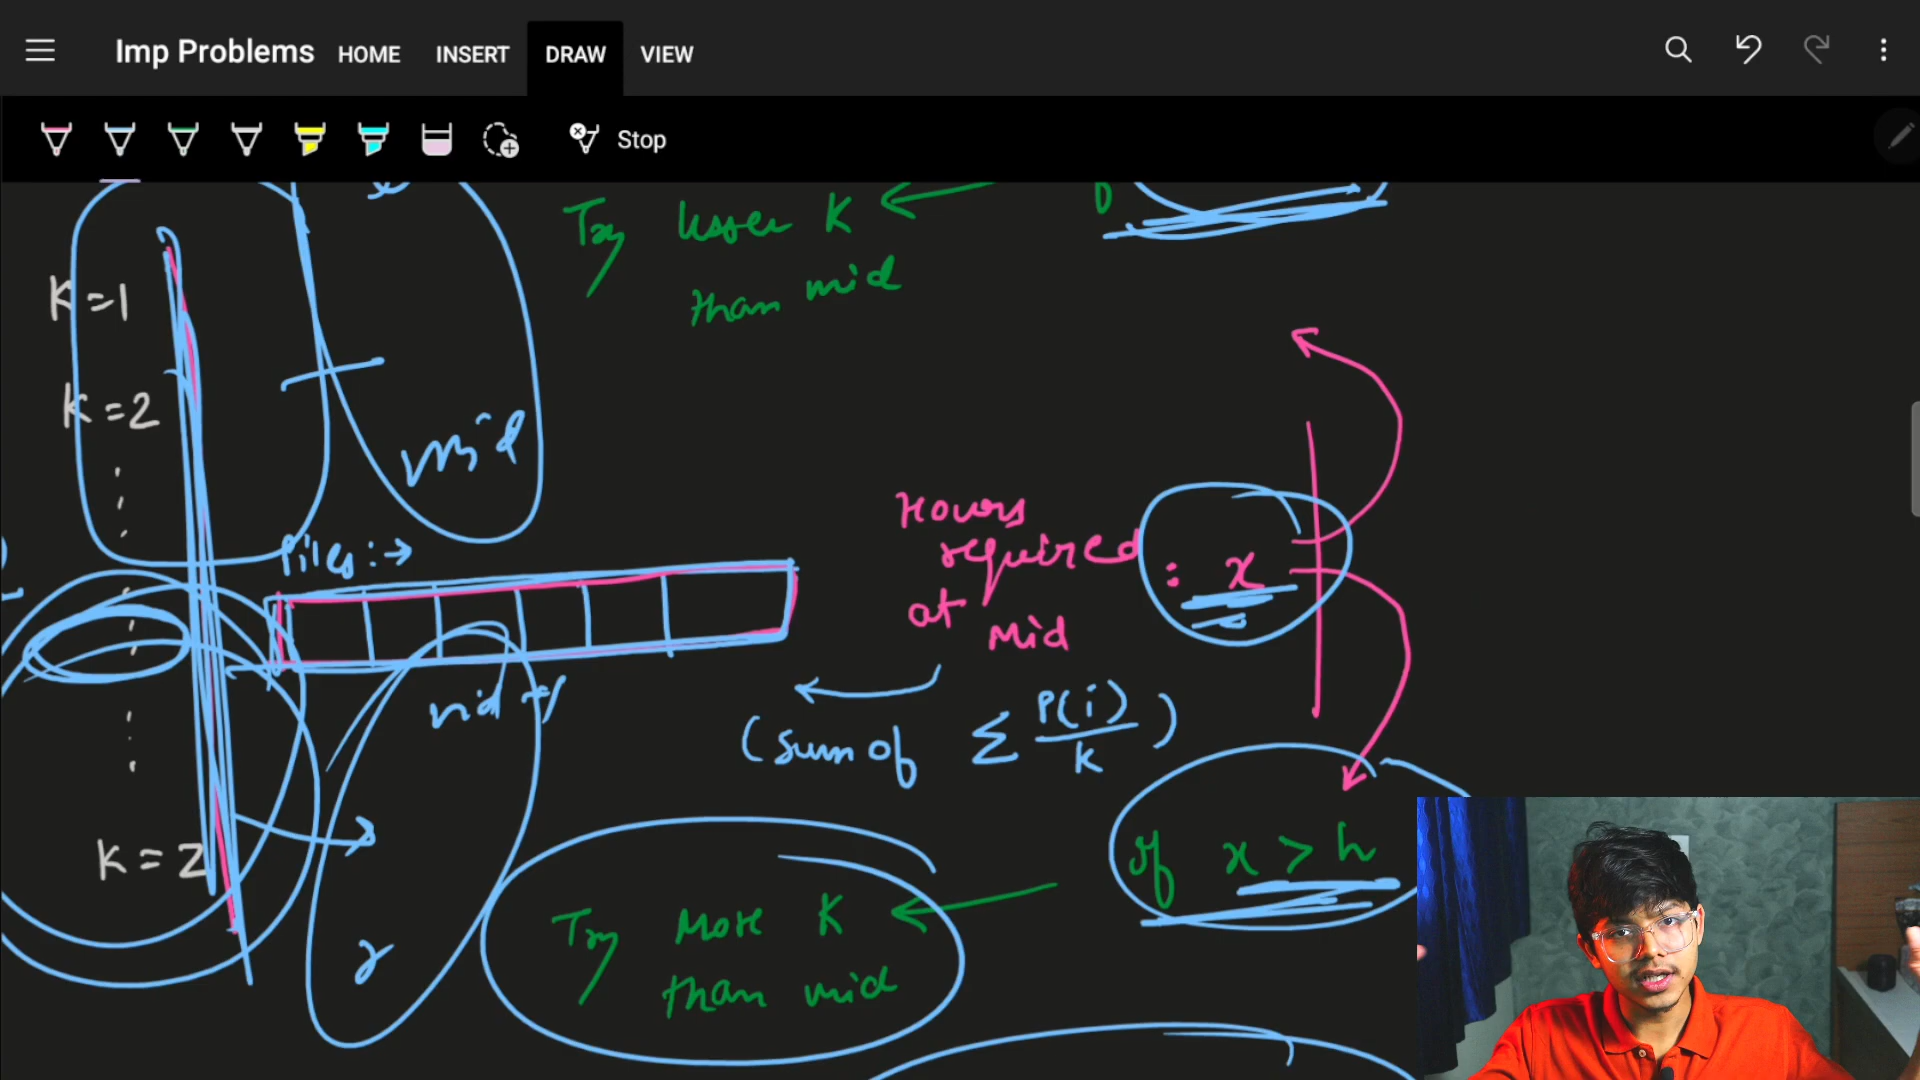 Imp Problems HOME INSERT DRAW VIEW
Stop
Try lesser K
than mid
K=1
K=2
mid
Piles:→
Hours
required
at Mid
: x
mid+1
(sum of Σ P(i)/K)
K = 2
r
if x > h
Try More K
than mid